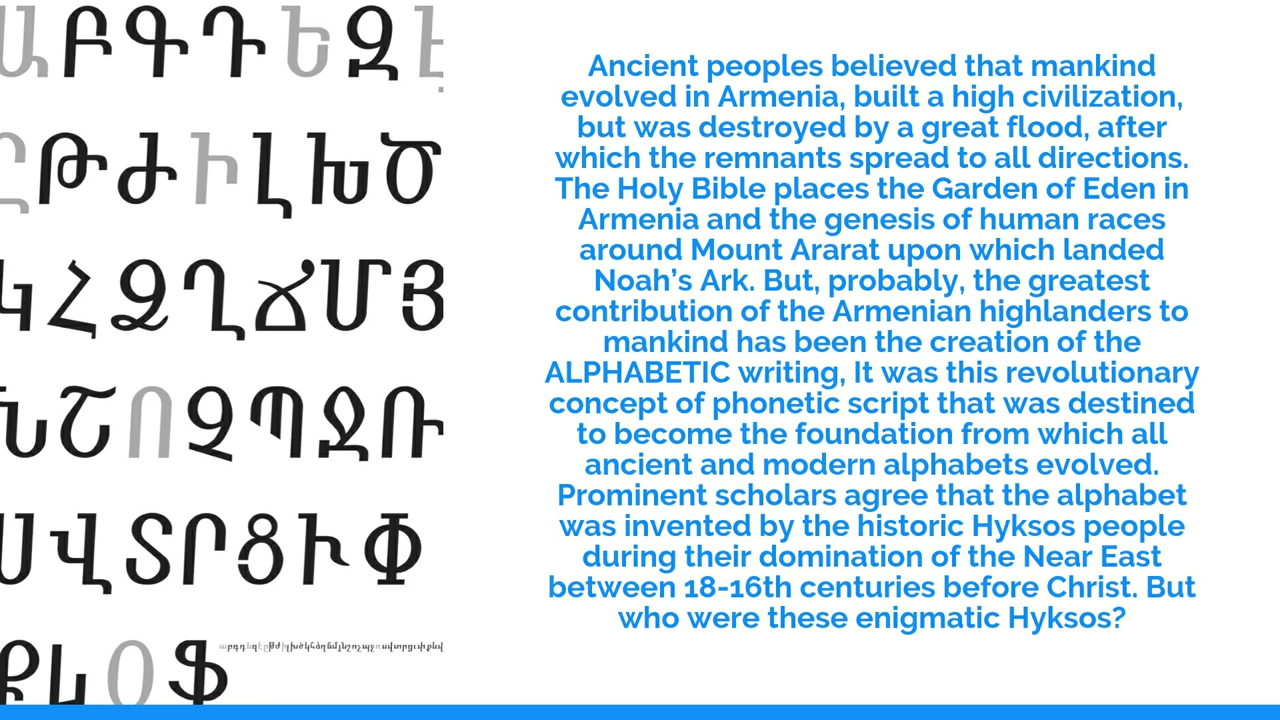 Ա Բ Գ Դ Ե Զ Է
Ը Թ Ժ Ի Լ Խ Ծ
Կ Հ Ձ Ղ Ճ Մ Յ
Ն Շ Ո Չ Պ Ջ Ռ
Ս Վ Տ Ր Ց Ւ Փ
Ք և Օ Ֆ
Ancient peoples believed that mankind
evolved in Armenia, built a high civilization,
but was destroyed by a great flood, after
which the remnants spread to all directions.
The Holy Bible places the Garden of Eden in
Armenia and the genesis of human races
around Mount Ararat upon which landed
Noah’s Ark. But, probably, the greatest
contribution of the Armenian highlanders to
mankind has been the creation of the
ALPHABETIC writing, It was this revolutionary
concept of phonetic script that was destined
to become the foundation from which all
ancient and modern alphabets evolved.
Prominent scholars agree that the alphabet
was invented by the historic Hyksos people
during their domination of the Near East
between 18-16th centuries before Christ. But
who were these enigmatic Hyksos?